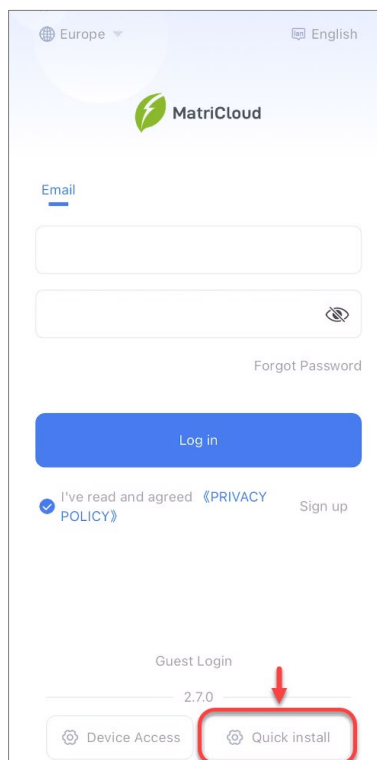 Europe English
MatriCloud
Email
Forgot Password
Log in
I've read and agreed 《PRIVACY
POLICY》
Sign up
Guest Login
2.7.0
Device Access Quick install